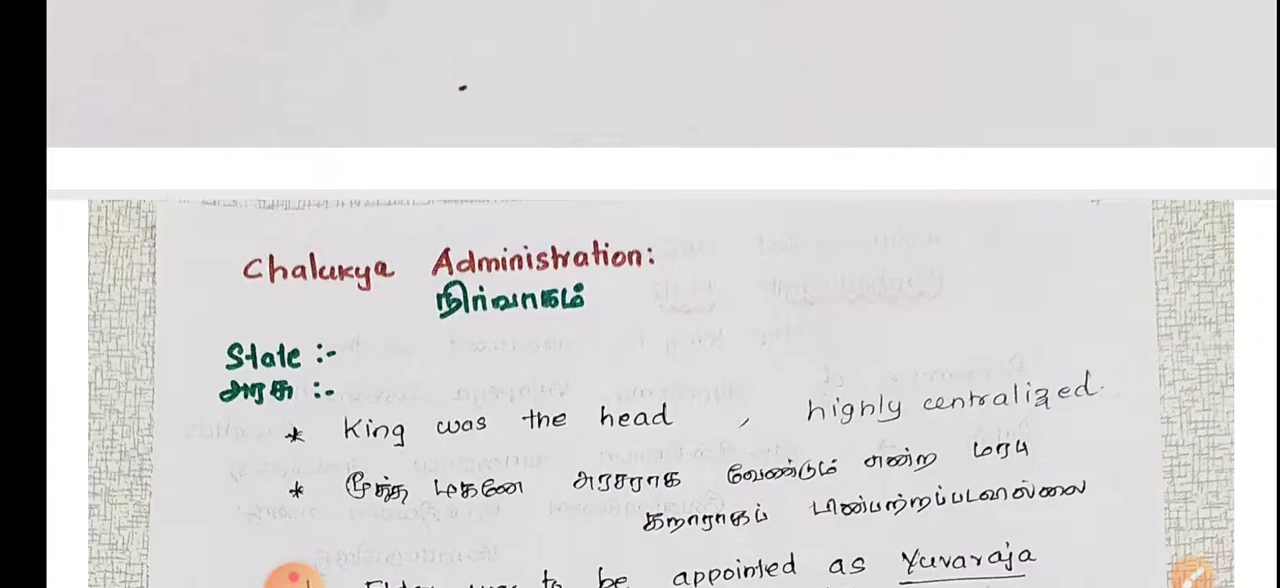 Chalukya Administration:
நிர்வாகம்
State :-
அரசு :-
* King was the head , highly centralized.
* மூத்த மகனே அரசராக வேண்டும் என்ற மரபு
கறாராகப் பின்பற்றப்படவில்லை
to be appointed as Yuvaraja